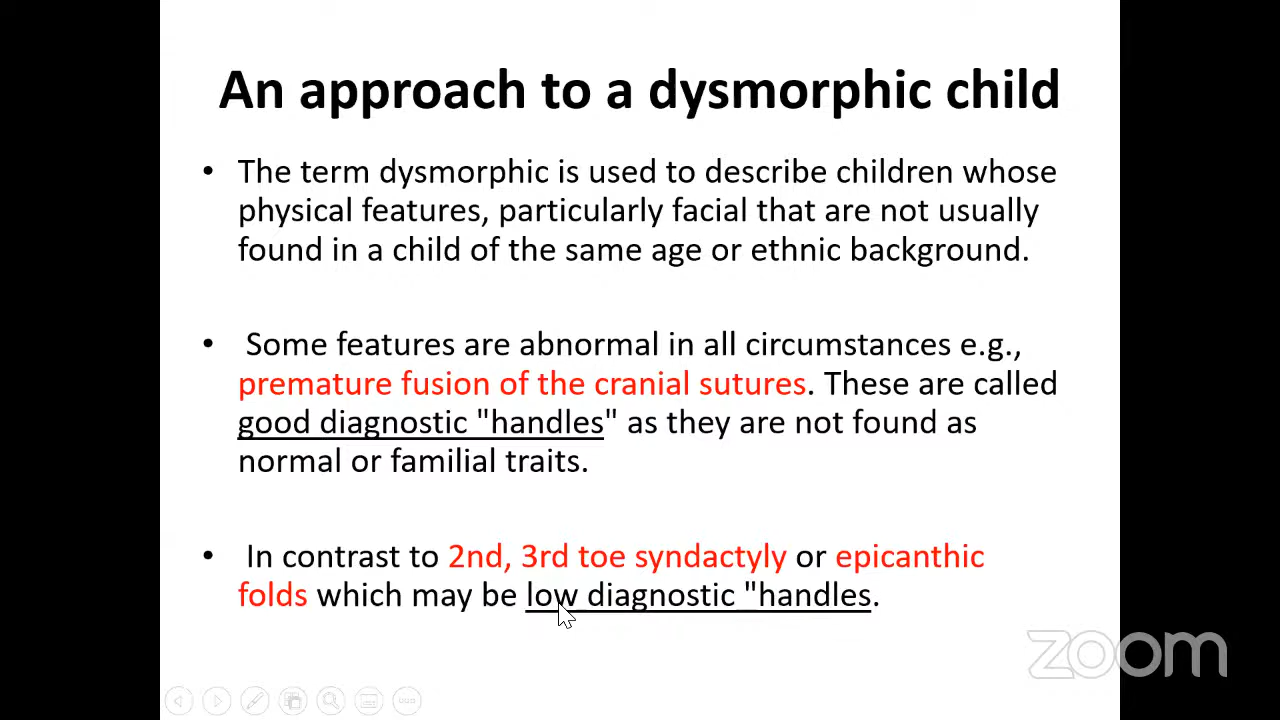 An approach to a dysmorphic child
• The term dysmorphic is used to describe children whose
physical features, particularly facial that are not usually
found in a child of the same age or ethnic background.
• Some features are abnormal in all circumstances e.g.,
premature fusion of the cranial sutures. These are called
good diagnostic "handles" as they are not found as
normal or familial traits.
• In contrast to 2nd, 3rd toe syndactyly or epicanthic
folds which may be low diagnostic "handles.
zoom